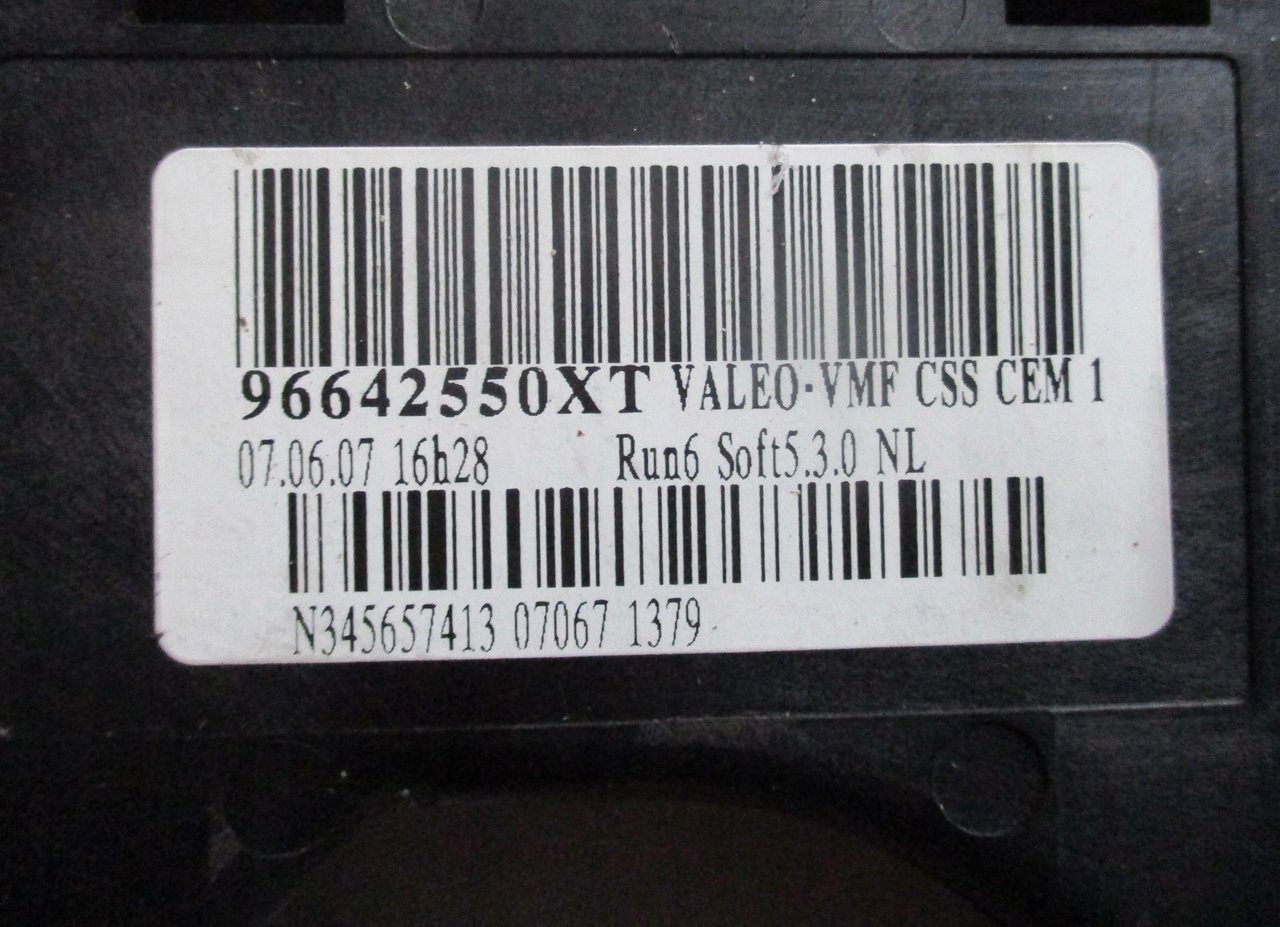 96642550XT VALEO-VMF CSS CEM 1
07.06.07 16h28 Run6 Soft5.3.0 NL
N345657413 07067 1379